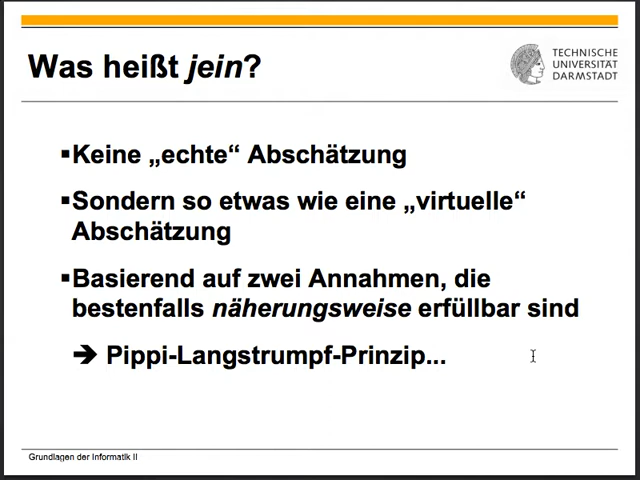 Was heißt jein?
TECHNISCHE
UNIVERSITÄT
DARMSTADT
▪Keine „echte“ Abschätzung
▪Sondern so etwas wie eine „virtuelle“
Abschätzung
▪Basierend auf zwei Annahmen, die
bestenfalls näherungsweise erfüllbar sind
➔ Pippi-Langstrumpf-Prinzip...
Grundlagen der Informatik II